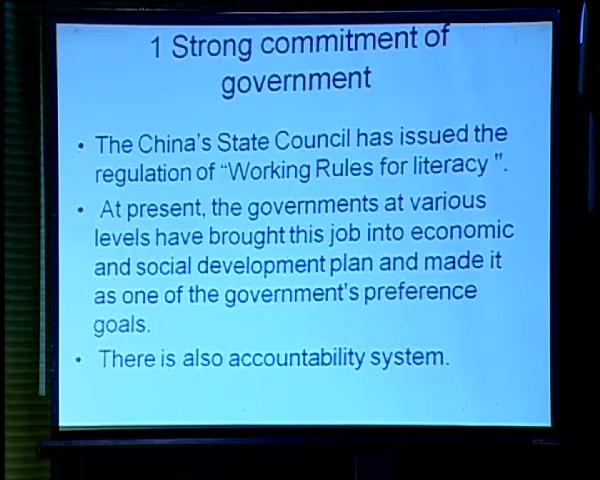 1 Strong commitment of
government
• The China's State Council has issued the
regulation of “Working Rules for literacy ".
• At present, the governments at various
levels have brought this job into economic
and social development plan and made it
as one of the government's preference
goals.
• There is also accountability system.